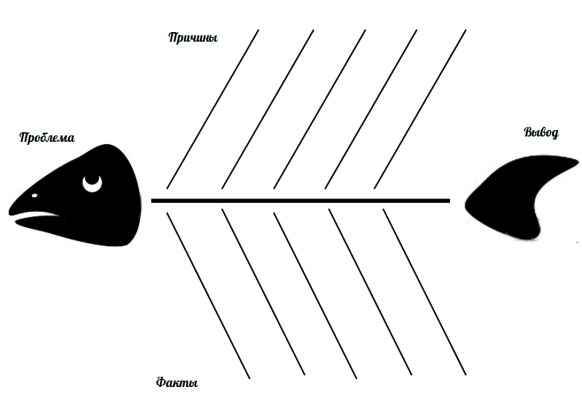 Причины
Проблема
Вывод
Факты